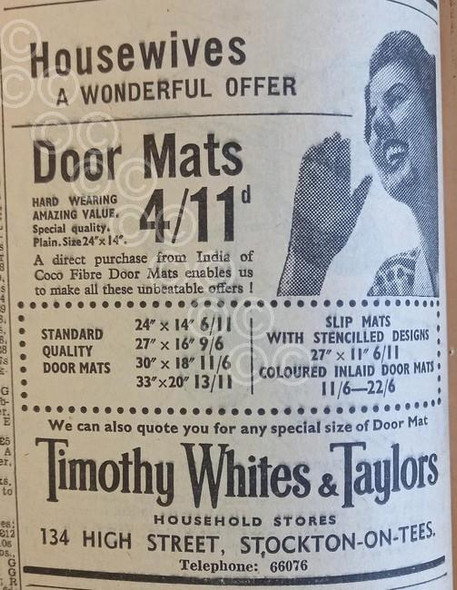 Housewives
A WONDERFUL OFFER
Door Mats
HARD WEARING
AMAZING VALUE.
Special quality.
Plain. Size 24″x 14″.
4/11d
A direct purchase from India of
Coco Fibre Door Mats enables us
to make all these unbeatable offers !
STANDARD
QUALITY
DOOR MATS
24″ x 14″ 6/11
27″ x 16″ 9/6
30″ x 18″ 11/6
33″x20″ 13/11
SLIP MATS
WITH STENCILLED DESIGNS
27″ x 11″ 6/11
COLOURED INLAID DOOR MATS
11/6—22/6
We can also quote you for any special size of Door Mat
Timothy Whites & Taylors
HOUSEHOLD STORES
134 HIGH STREET, STOCKTON-ON-TEES.
Telephone: 66076